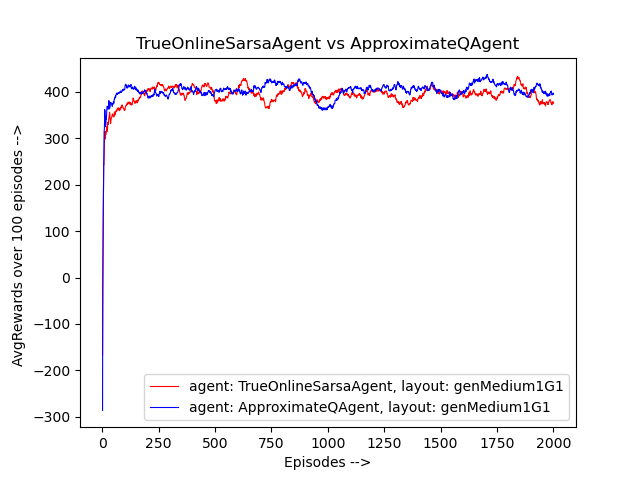 TrueOnlineSarsaAgent vs ApproximateQAgent
AvgRewards over 100 episodes -->
400
300
200
100
0
−100
−200
−300
agent: TrueOnlineSarsaAgent, layout: genMedium1G1
agent: ApproximateQAgent, layout: genMedium1G1
0 250 500 750 1000 1250 1500 1750 2000
Episodes -->